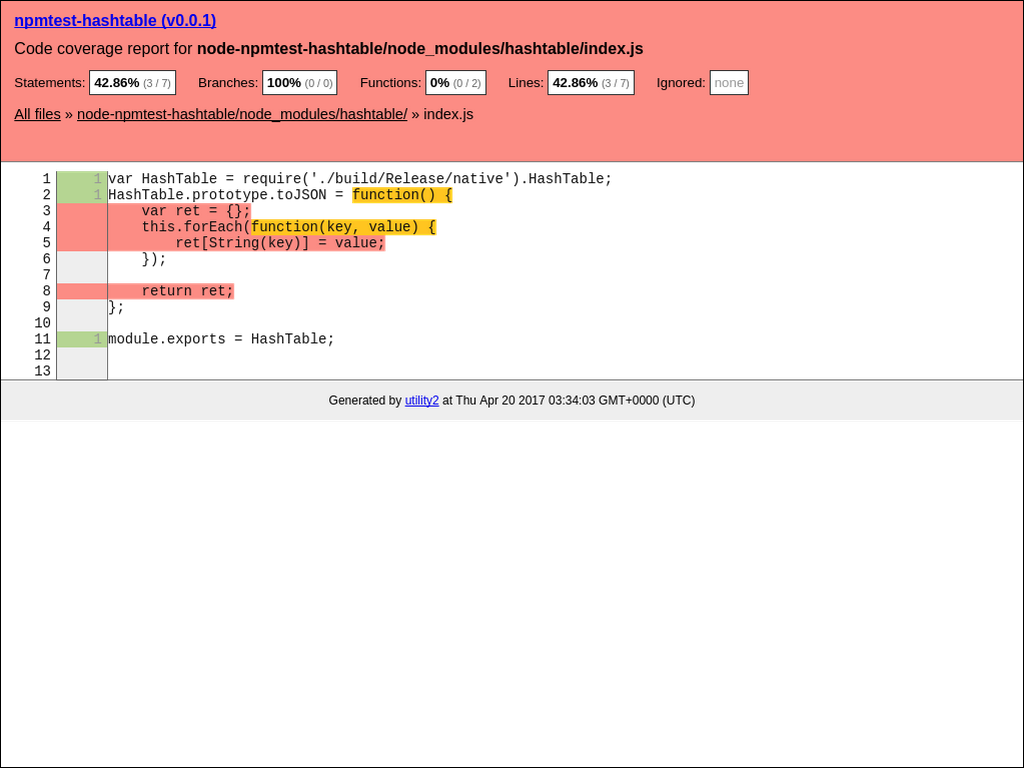 npmtest-hashtable (v0.0.1)
Code coverage report for node-npmtest-hashtable/node_modules/hashtable/index.js
Statements: 42.86% (3 / 7) Branches: 100% (0 / 0) Functions: 0% (0 / 2) Lines: 42.86% (3 / 7) Ignored: none
All files » node-npmtest-hashtable/node_modules/hashtable/ » index.js
1 1 var HashTable = require('./build/Release/native').HashTable;
2 1 HashTable.prototype.toJSON = function() {
3     var ret = {};
4     this.forEach(function(key, value) {
5         ret[String(key)] = value;
6     });
7
8     return ret;
9 };
10
11 1 module.exports = HashTable;
12
13
Generated by utility2 at Thu Apr 20 2017 03:34:03 GMT+0000 (UTC)